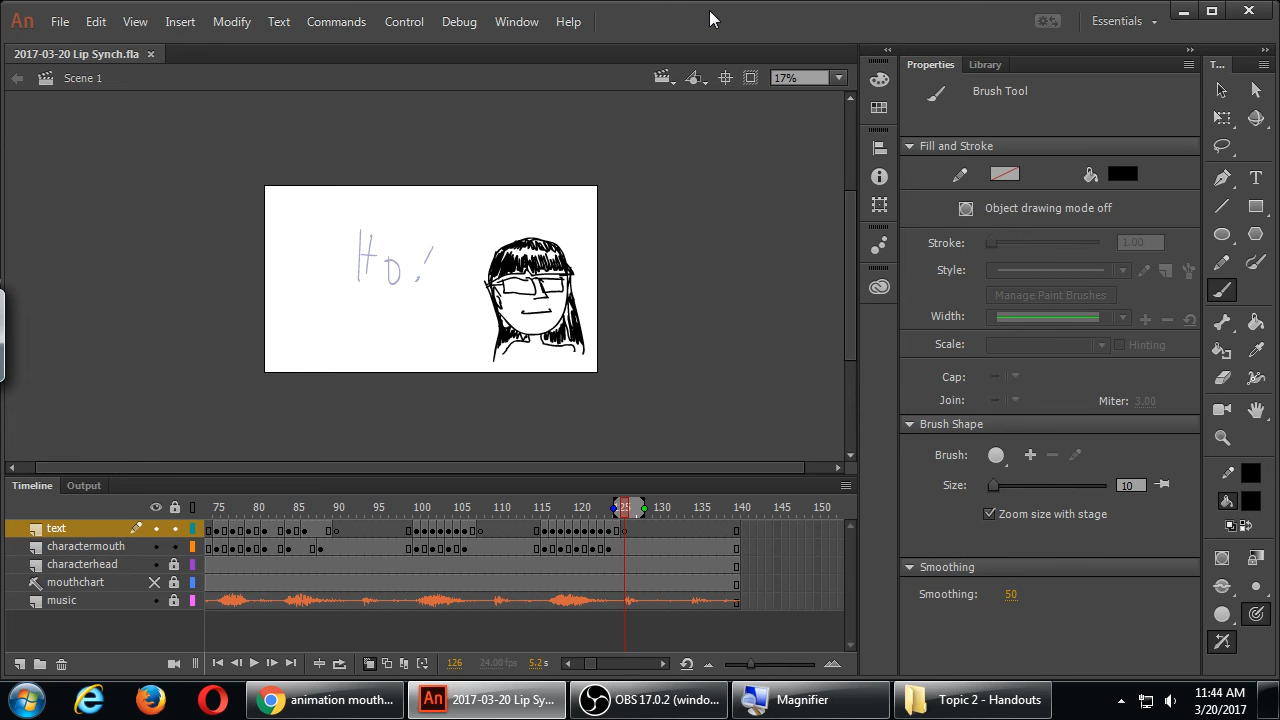 An File Edit View Insert Modify Text Commands Control Debug Window Help Essentials
2017-03-20 Lip Synch.fla
Scene 1
17%
Properties Library
T...
Brush Tool
Fill and Stroke
Object drawing mode off
Stroke: 1.00
Style:
Manage Paint Brushes
Width:
Scale: Hinting
Cap:
Join: Miter: 3.00
Brush Shape
Brush:
Size: 10
Zoom size with stage
Smoothing
Smoothing: 50
Ho!
Timeline Output
75 80 85 90 95 100 105 110 115 120 125 130 135 140 145 150
text
charactermouth
characterhead
mouthchart
music
126 24.00 fps 5.2 s
animation mouth...
An 2017-03-20 Lip Sy...
OBS 17.0.2 (windo...
Magnifier
Topic 2 - Handouts
11:44 AM
3/20/2017